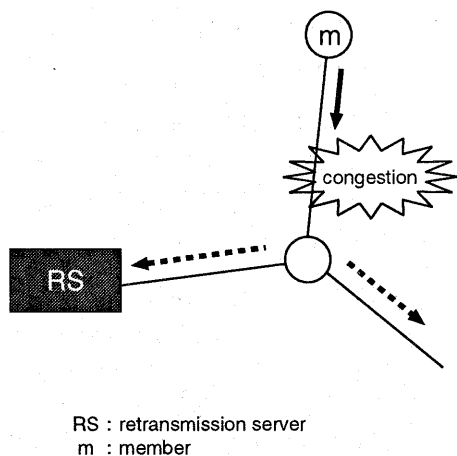 m
congestion
RS
RS : retransmission server
m : member